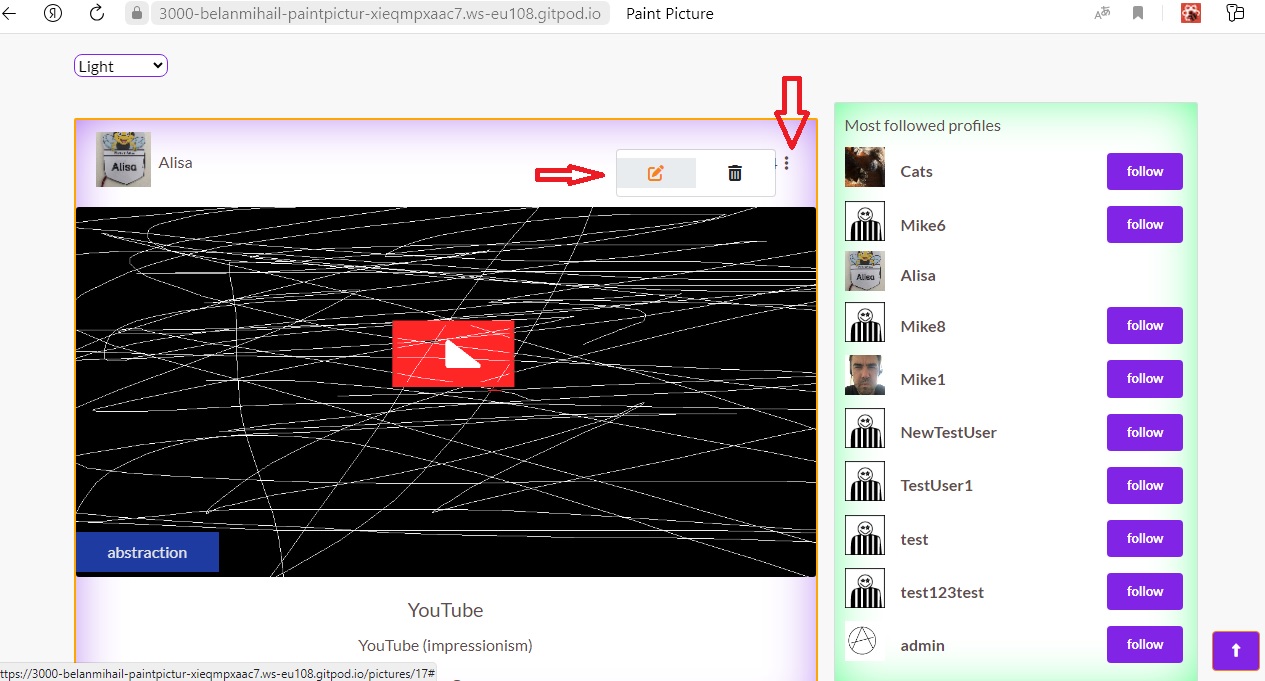 3000-belanmihail-paintpictur-xieqmpxaac7.ws-eu108.gitpod.io Paint Picture
Light
Alisa
abstraction
YouTube
YouTube (impressionism)
Most followed profiles
Cats follow
Mike6 follow
Alisa
Mike8 follow
Mike1 follow
NewTestUser follow
TestUser1 follow
test follow
test123test follow
admin follow
ttps://3000-belanmihail-paintpictur-xieqmpxaac7.ws-eu108.gitpod.io/pictures/17#